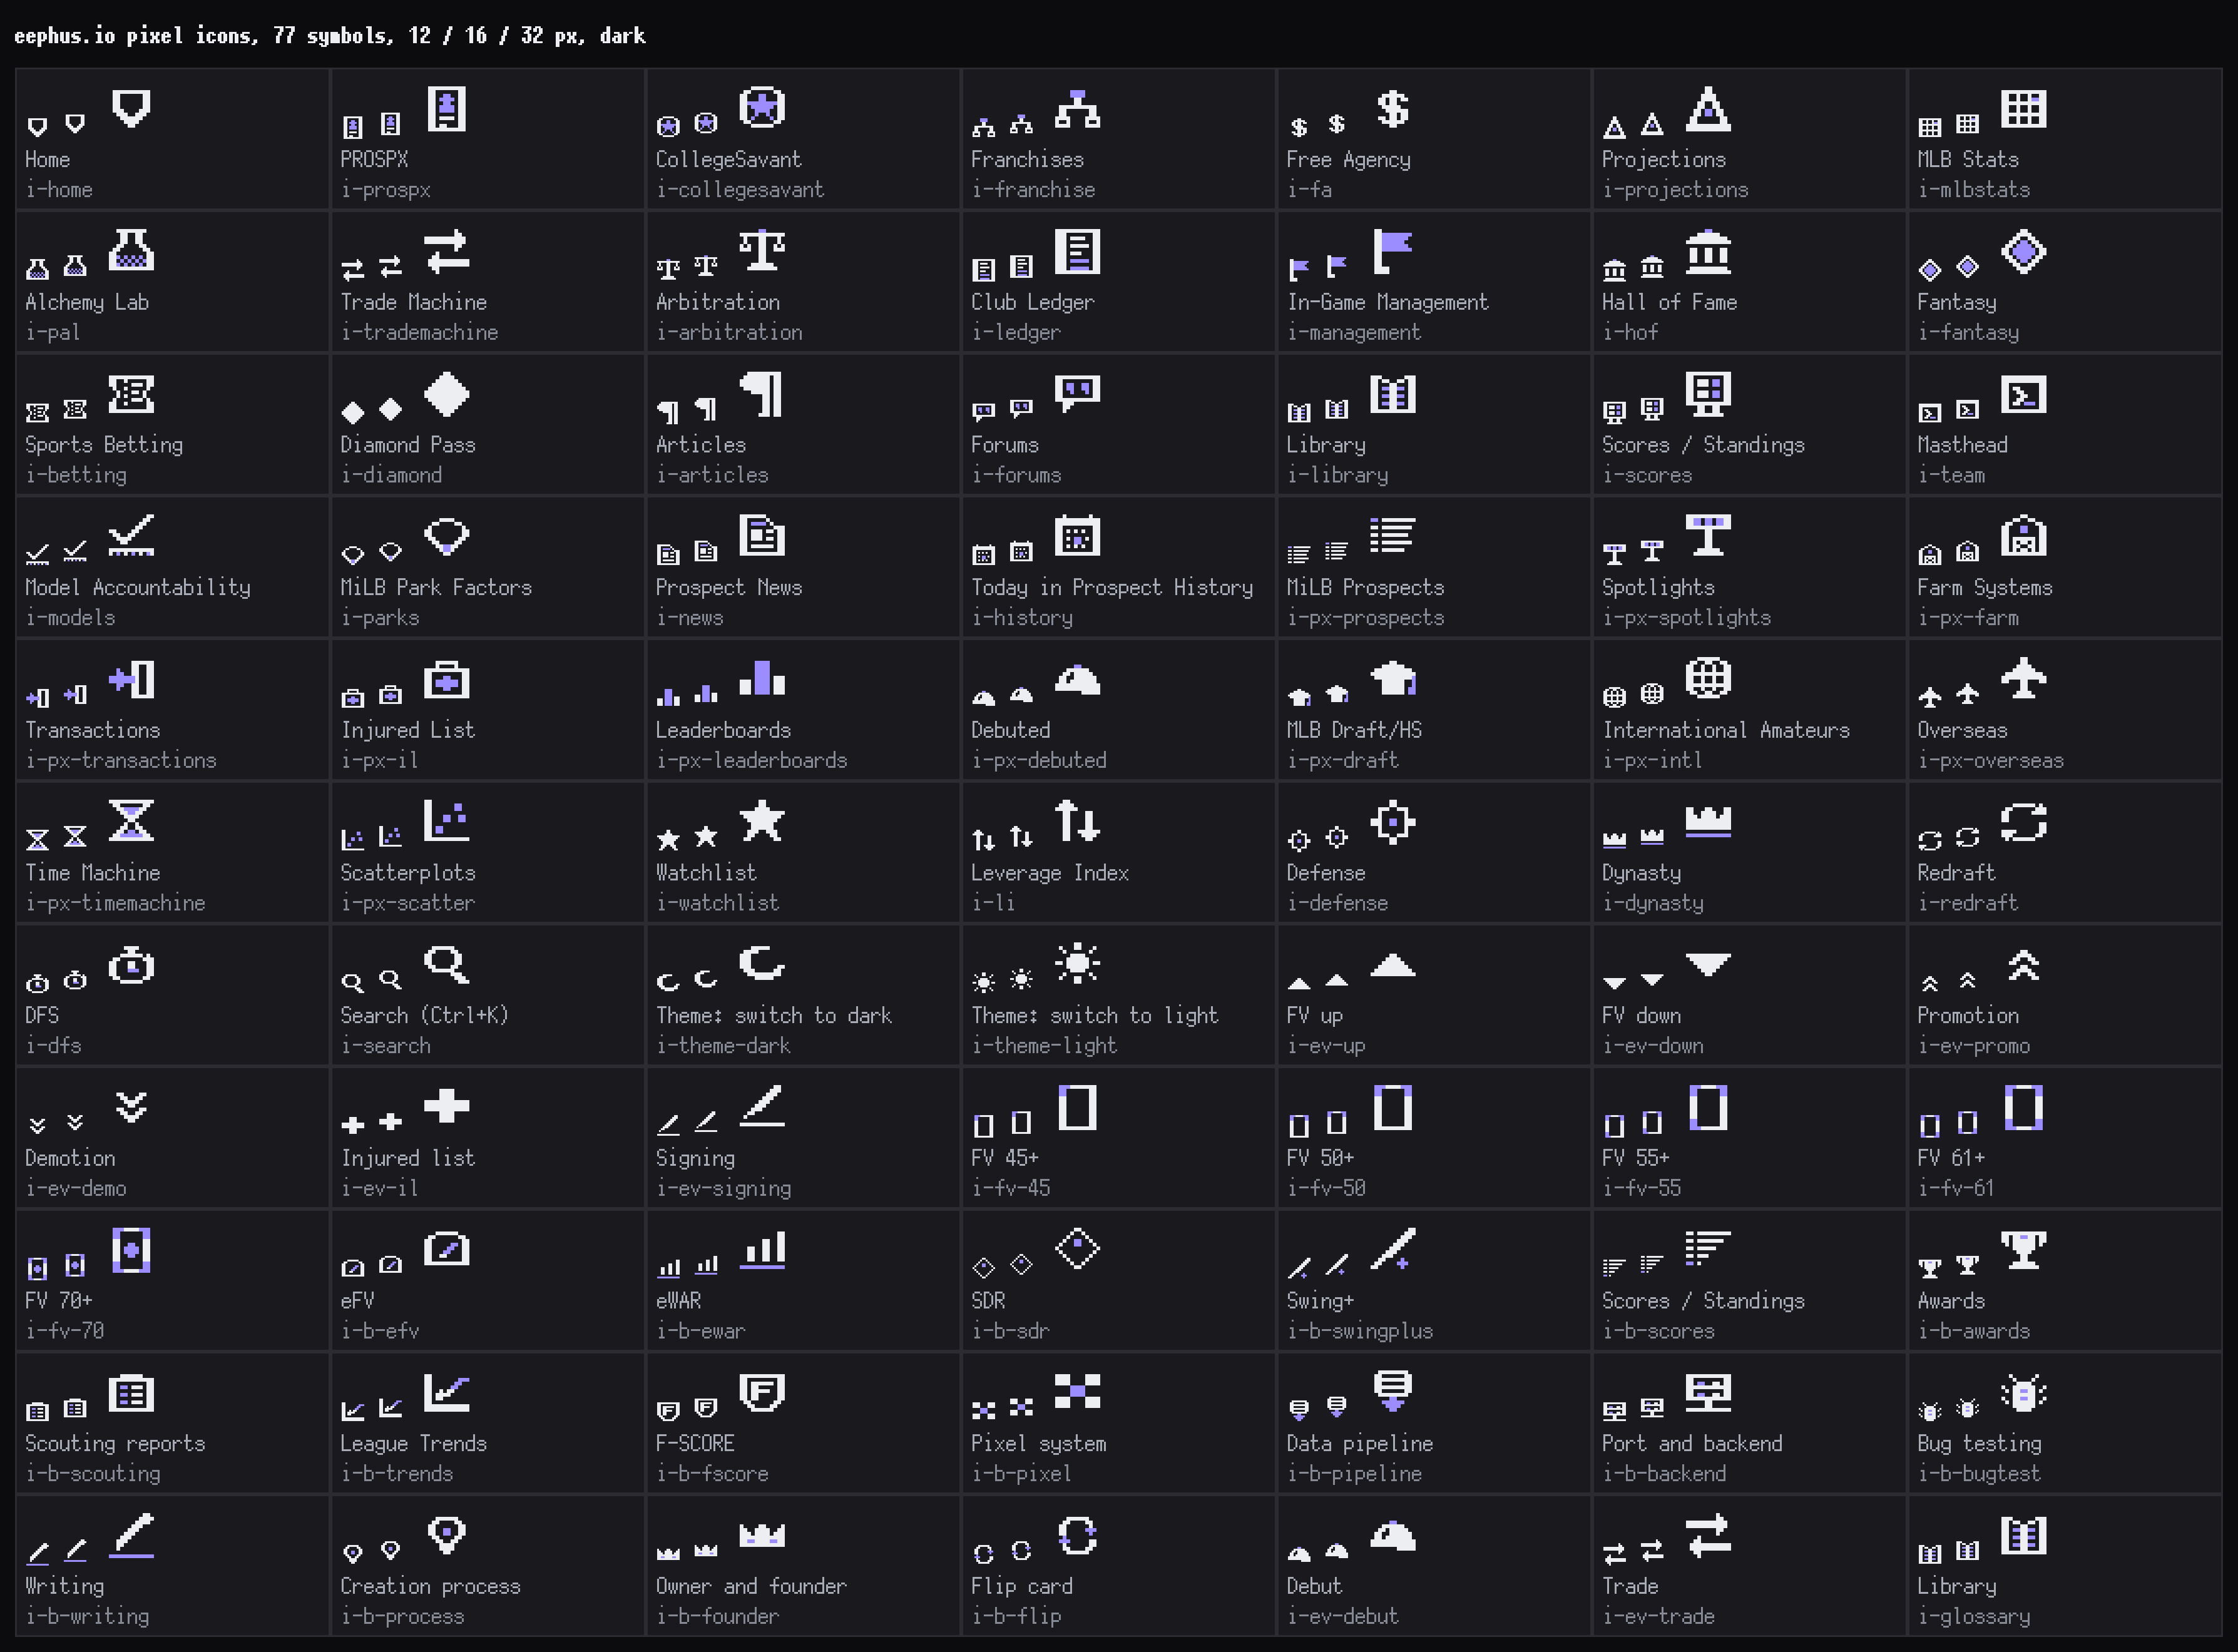 eephus.io pixel icons, 77 symbols, 12 / 16 / 32 px, dark
Home
i-home
PROSPX
i-prospx
CollegeSavant
i-collegesavant
Franchises
i-franchise
Free Agency
i-fa
Projections
i-projections
MLB Stats
i-mlbstats
Alchemy Lab
i-pal
Trade Machine
i-trademachine
Arbitration
i-arbitration
Club Ledger
i-ledger
In-Game Management
i-management
Hall of Fame
i-hof
Fantasy
i-fantasy
Sports Betting
i-betting
Diamond Pass
i-diamond
Articles
i-articles
Forums
i-forums
Library
i-library
Scores / Standings
i-scores
Masthead
i-team
Model Accountability
i-models
MiLB Park Factors
i-parks
Prospect News
i-news
Today in Prospect History
i-history
MiLB Prospects
i-px-prospects
Spotlights
i-px-spotlights
Farm Systems
i-px-farm
Transactions
i-px-transactions
Injured List
i-px-il
Leaderboards
i-px-leaderboards
Debuted
i-px-debuted
MLB Draft/HS
i-px-draft
International Amateurs
i-px-intl
Overseas
i-px-overseas
Time Machine
i-px-timemachine
Scatterplots
i-px-scatter
Watchlist
i-watchlist
Leverage Index
i-li
Defense
i-defense
Dynasty
i-dynasty
Redraft
i-redraft
DFS
i-dfs
Search (Ctrl+K)
i-search
Theme: switch to dark
i-theme-dark
Theme: switch to light
i-theme-light
FV up
i-ev-up
FV down
i-ev-down
Promotion
i-ev-promo
Demotion
i-ev-demo
Injured list
i-ev-il
Signing
i-ev-signing
FV 45+
i-fv-45
FV 50+
i-fv-50
FV 55+
i-fv-55
FV 61+
i-fv-61
FV 70+
i-fv-70
eFV
i-b-efv
eWAR
i-b-ewar
SDR
i-b-sdr
Swing+
i-b-swingplus
Scores / Standings
i-b-scores
Awards
i-b-awards
Scouting reports
i-b-scouting
League Trends
i-b-trends
F-SCORE
i-b-fscore
Pixel system
i-b-pixel
Data pipeline
i-b-pipeline
Port and backend
i-b-backend
Bug testing
i-b-bugtest
Writing
i-b-writing
Creation process
i-b-process
Owner and founder
i-b-founder
Flip card
i-b-flip
Debut
i-ev-debut
Trade
i-ev-trade
Library
i-glossary